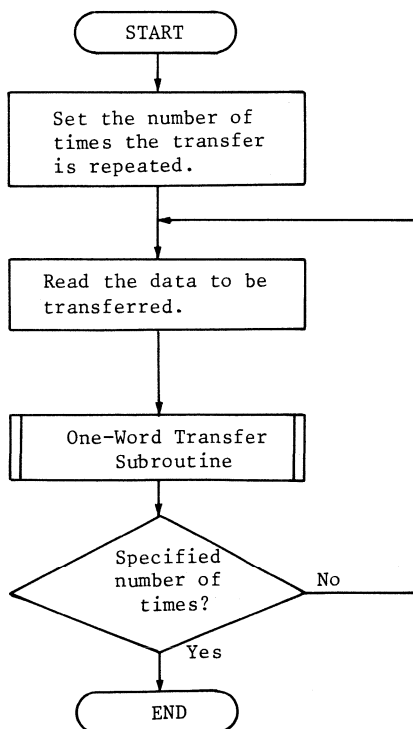 START
Set the number of
times the transfer
is repeated.
Read the data to be
transferred.
One-Word Transfer
Subroutine
Specified
number of
times?
No
Yes
END